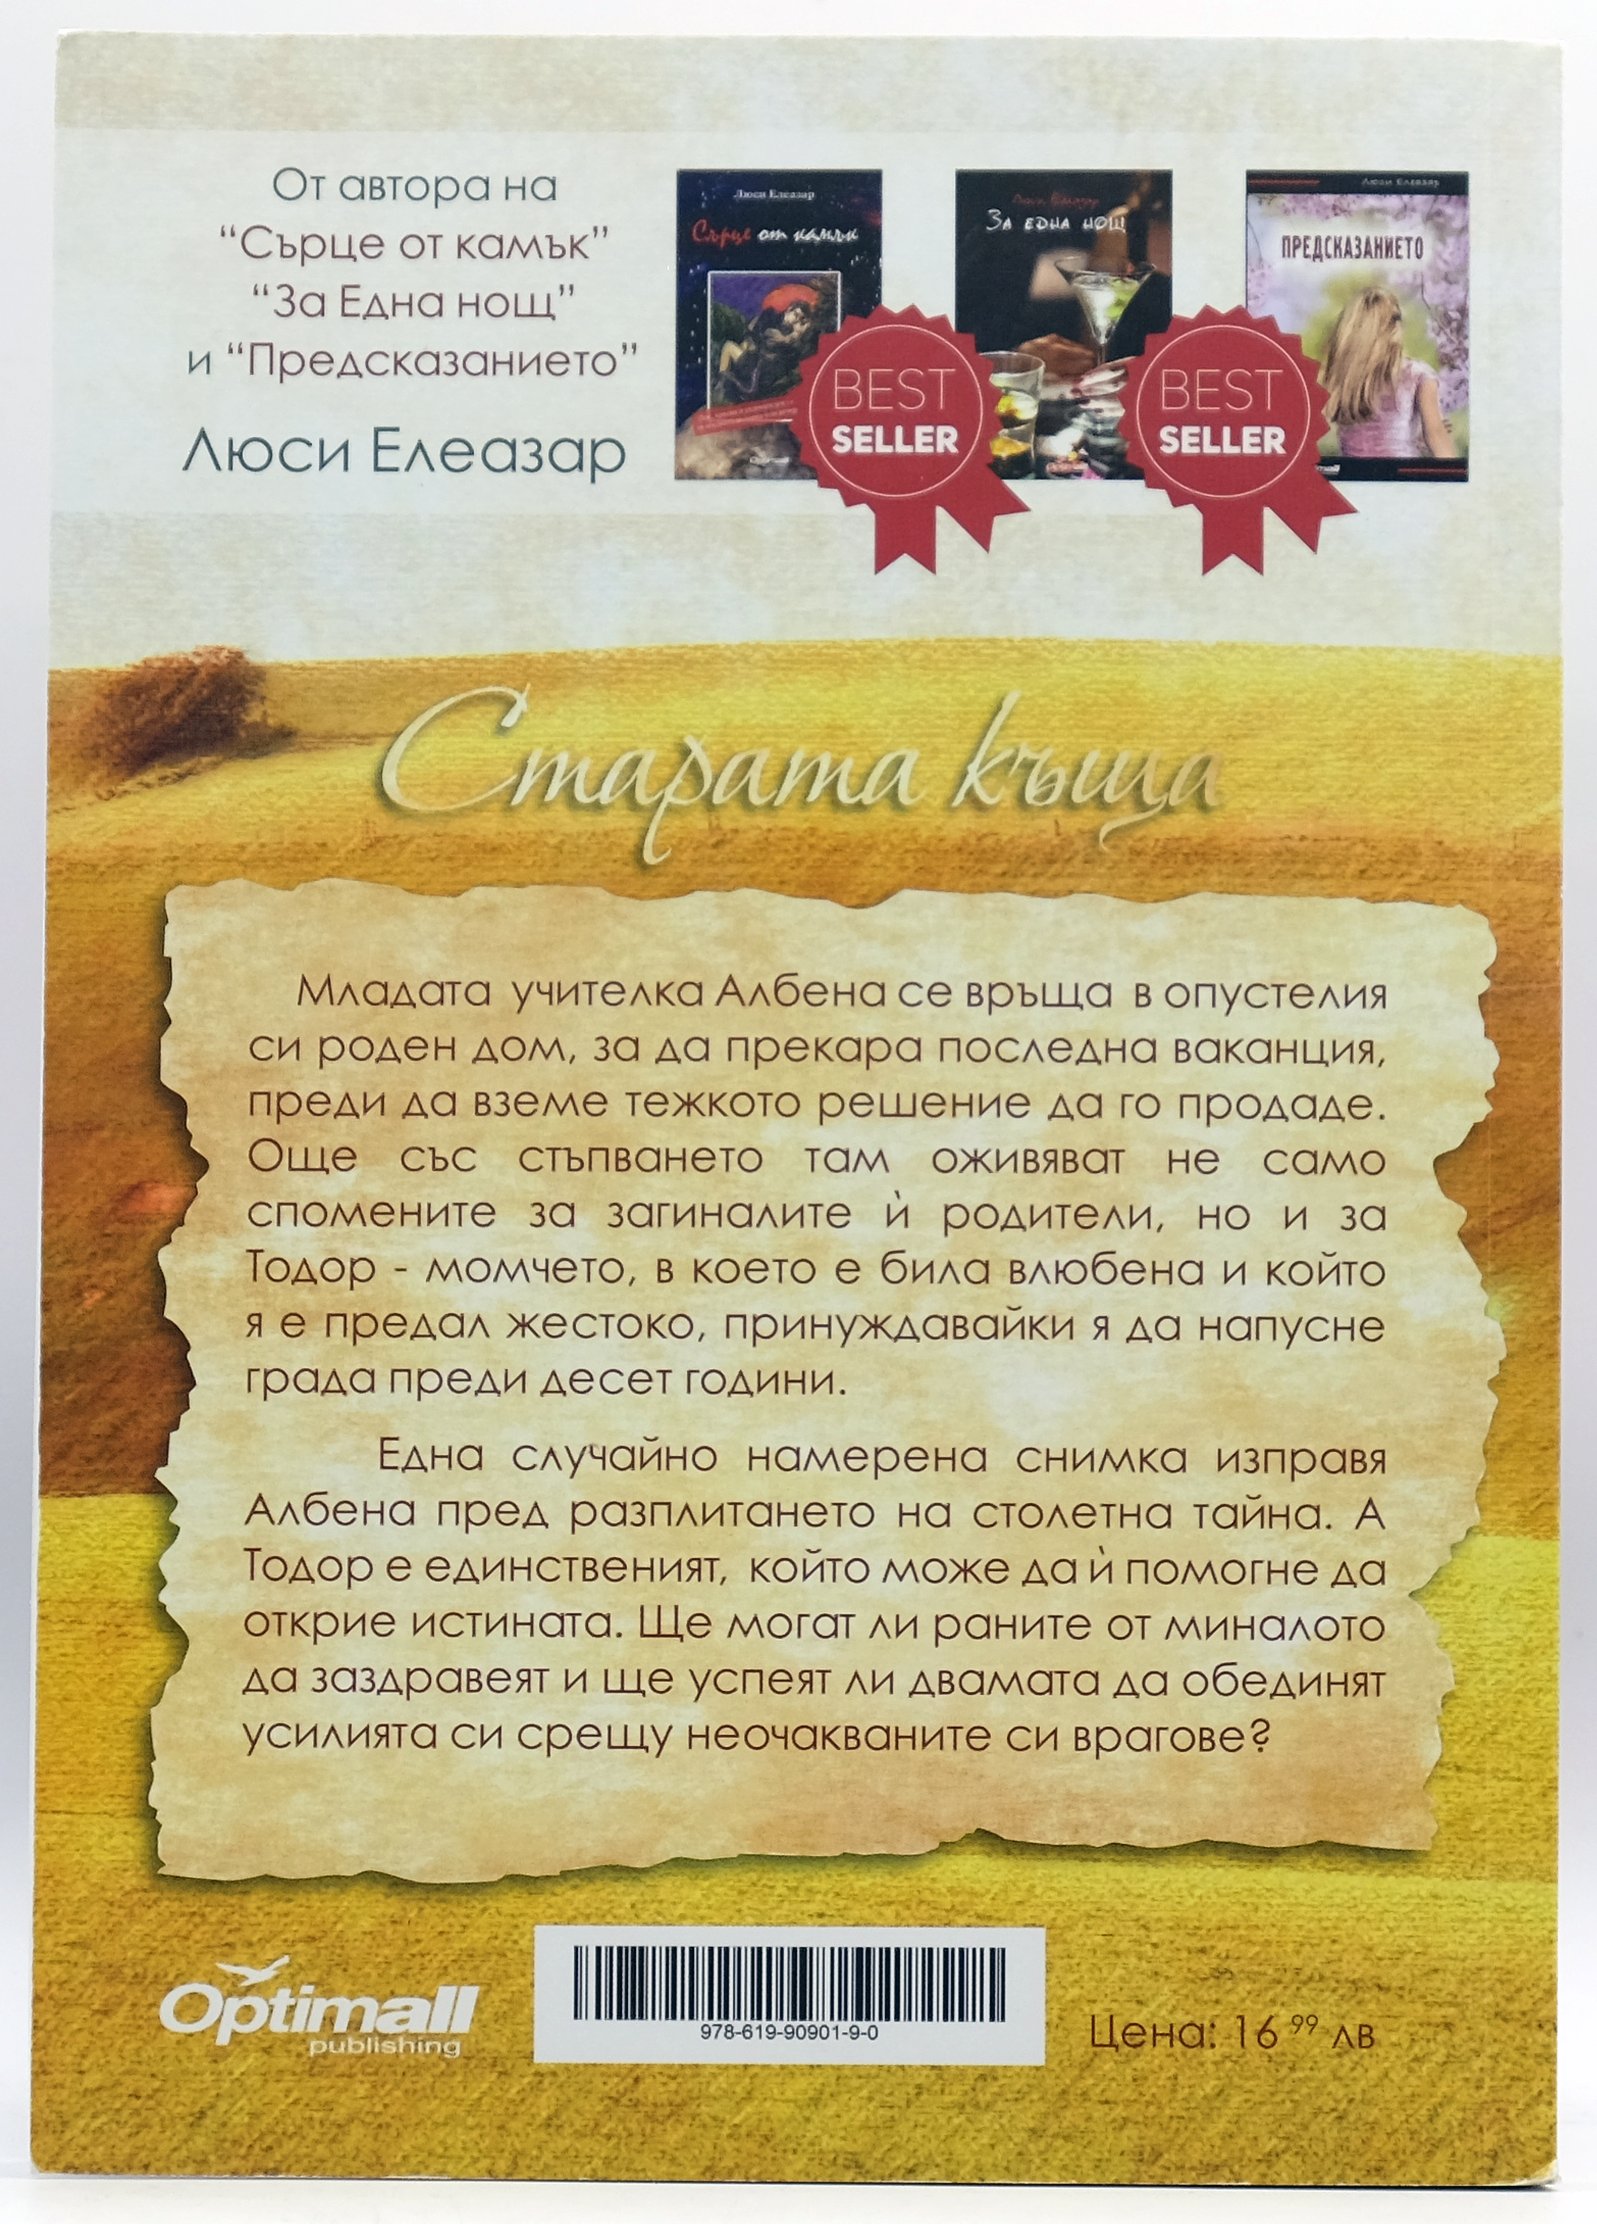 От автора на
“Сърце от камък”
“За Една нощ”
и “Предсказанието”
Люси Елеазар
Люси Елеазар
Сърце от камък
Люси Елеазар
За една нощ
Люси Елеазар
ПРЕДСКАЗАНИЕТО
BEST
SELLER
BEST
SELLER
Старата къща
Младата учителка Албена се връща в опустелия
си роден дом, за да прекара последна ваканция,
преди да вземе тежкото решение да го продаде.
Още със стъпването там оживяват не само
спомените за загиналите ѝ родители, но и за
Тодор - момчето, в което е била влюбена и който
я е предал жестоко, принуждавайки я да напусне
града преди десет години.
Една случайно намерена снимка изправя
Албена пред разплитането на столетна тайна. А
Тодор е единственият, който може да ѝ помогне да
открие истината. Ще могат ли раните от миналото
да заздравеят и ще успеят ли двамата да обединят
усилията си срещу неочакваните си врагове?
Optimall
publishing
978-619-90901-9-0
Цена: 16 99 лв